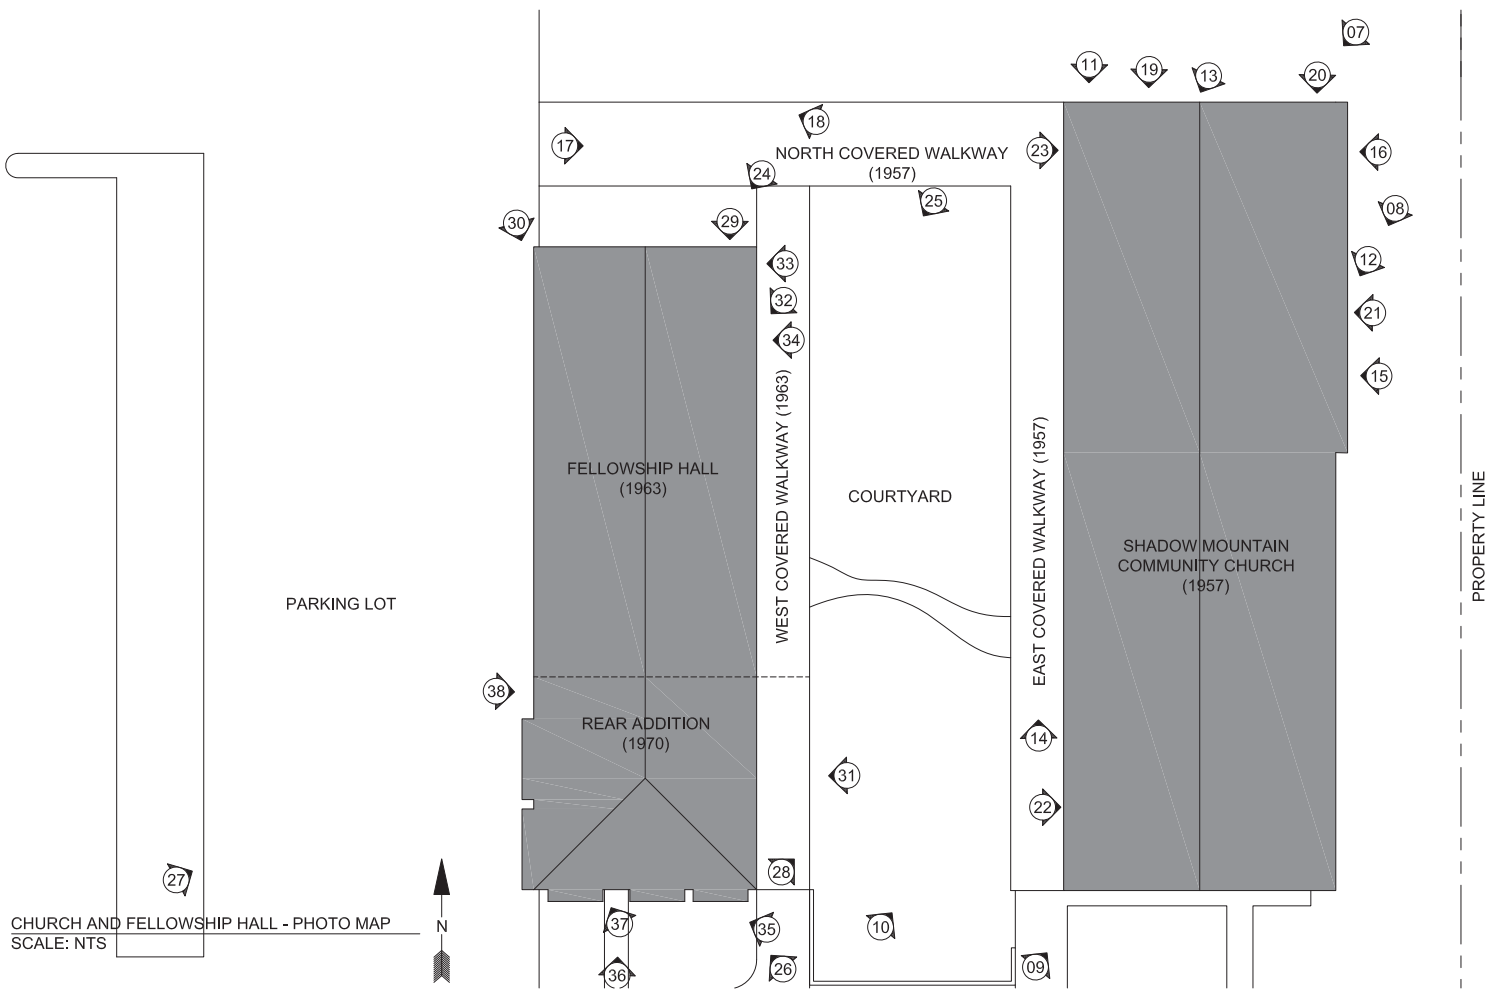 07
11
19
13
20
18
17
23
16
NORTH COVERED WALKWAY
(1957)
24
25
08
30
29
33
12
32
21
34
15
WEST COVERED WALKWAY (1963)
EAST COVERED WALKWAY (1957)
FELLOWSHIP HALL
(1963)
COURTYARD
SHADOW MOUNTAIN
COMMUNITY CHURCH
(1957)
PROPERTY LINE
PARKING LOT
38
REAR ADDITION
(1970)
14
31
22
28
27
CHURCH AND FELLOWSHIP HALL - PHOTO MAP
SCALE: NTS
N
37
35
10
36
26
09